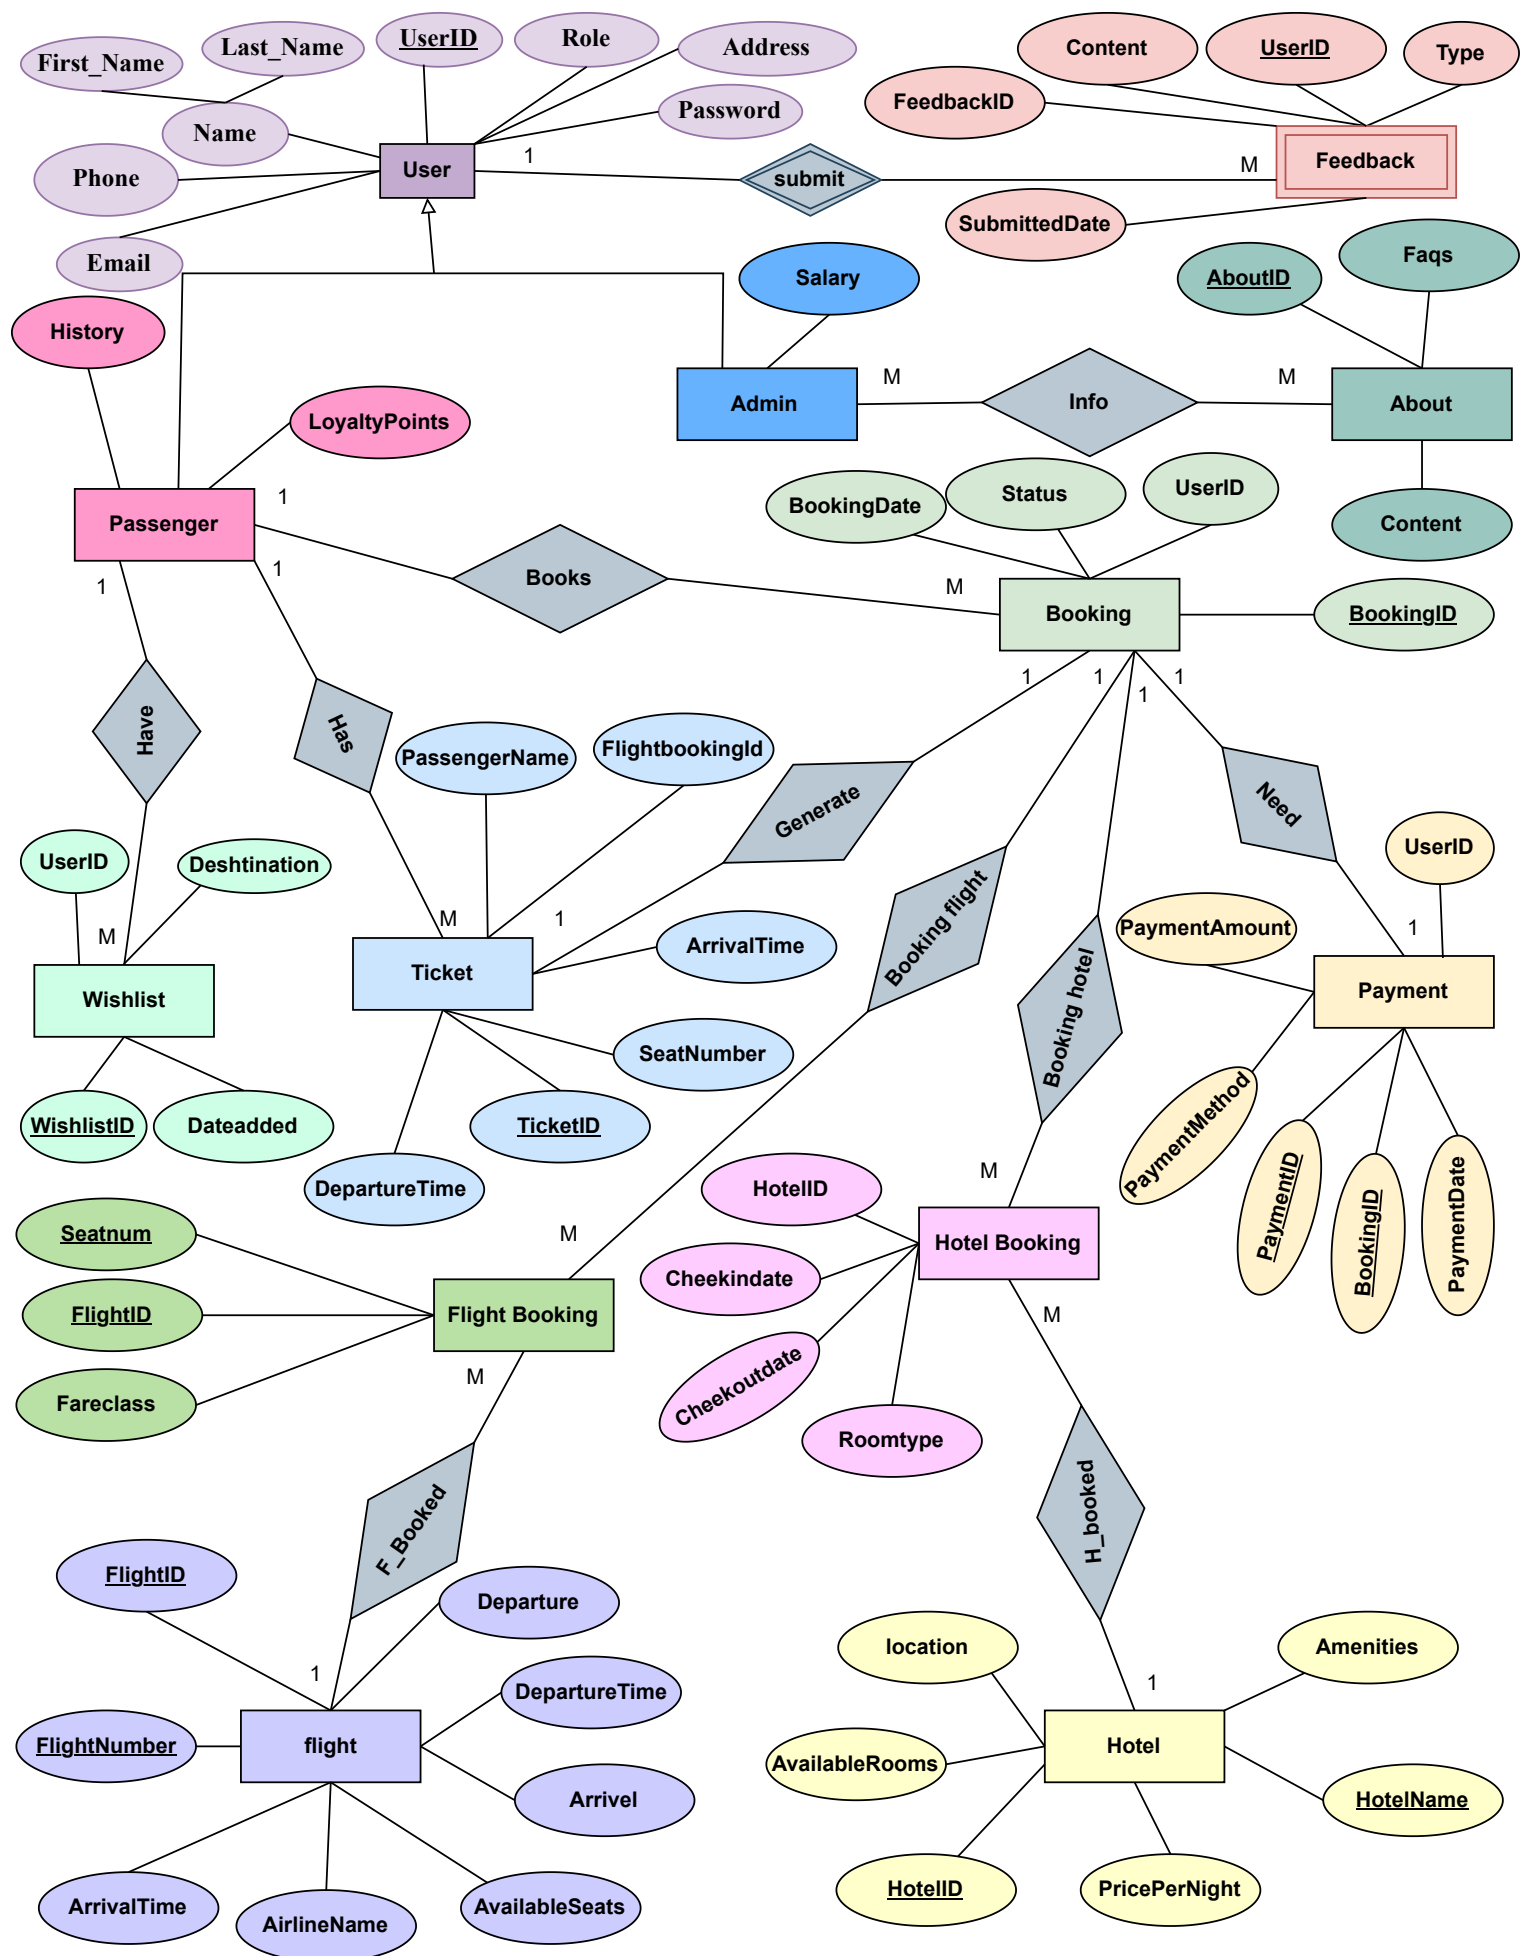 First_Name
Last_Name
UserID
Role
Address
Content
UserID
Type
FeedbackID
Name
Password
User
1
submit
M
Feedback
Phone
SubmittedDate
Email
Salary
AboutID
Faqs
History
LoyaltyPoints
Admin
M
Info
M
About
Passenger
1
BookingDate
Status
UserID
Content
1
1
Books
M
Booking
BookingID
1
1
1
1
Have
Has
PassengerName
FlightbookingId
Generate
Need
UserID
Deshtination
Booking flight
UserID
M
M
1
PaymentAmount
1
Wishlist
Ticket
ArrivalTime
Booking hotel
Payment
SeatNumber
WishlistID
Dateadded
TicketID
PaymentMethod
DepartureTime
HotelID
M
PaymentID
BookingID
PaymentDate
Seatnum
M
Hotel Booking
FlightID
Flight Booking
Cheekindate
M
Fareclass
M
Cheekoutdate
Roomtype
F_Booked
H_booked
FlightID
Departure
location
Amenities
1
DepartureTime
1
FlightNumber
flight
AvailableRooms
Hotel
Arrivel
HotelName
ArrivalTime
AirlineName
AvailableSeats
HotelID
PricePerNight